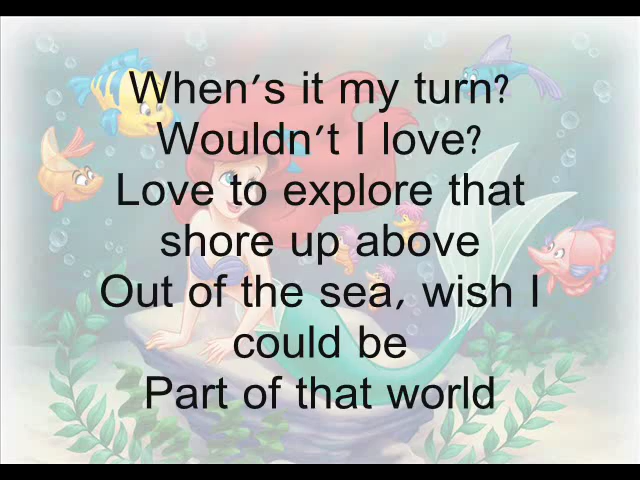 When's it my turn?
Wouldn't I love?
Love to explore that
shore up above
Out of the sea, wish I
could be
Part of that world